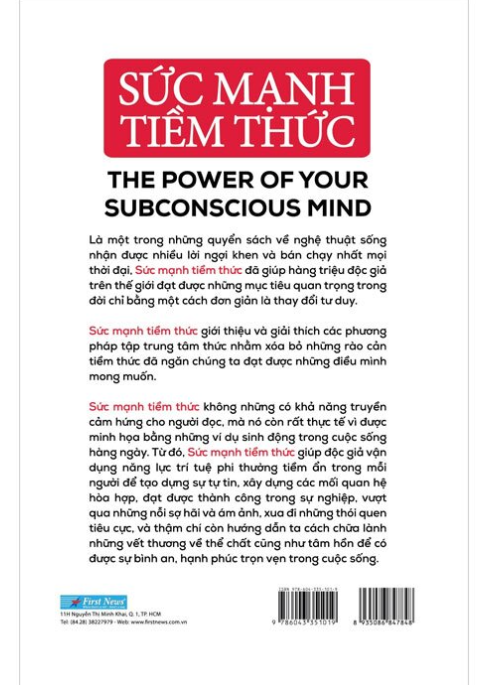 SỨC MẠNH
TIỀM THỨC
THE POWER OF YOUR
SUBCONSCIOUS MIND
Là một trong những quyển sách về nghệ thuật sống
nhận được nhiều lời ngợi khen và bán chạy nhất mọi
thời đại, Sức mạnh tiềm thức đã giúp hàng triệu độc giả
trên thế giới đạt được những mục tiêu quan trọng trong
đời chỉ bằng một cách đơn giản là thay đổi tư duy.
Sức mạnh tiềm thức giới thiệu và giải thích các phương
pháp tập trung tâm thức nhằm xóa bỏ những rào cản
tiềm thức đã ngăn chúng ta đạt được những điều mình
mong muốn.
Sức mạnh tiềm thức không những có khả năng truyền
cảm hứng cho người đọc, mà nó còn rất thực tế vì được
minh họa bằng những ví dụ sinh động trong cuộc sống
hàng ngày. Từ đó, Sức mạnh tiềm thức giúp độc giả vận
dụng năng lực trí tuệ phi thường tiềm ẩn trong mỗi
người để tạo dựng sự tự tin, xây dựng các mối quan hệ
hòa hợp, đạt được thành công trong sự nghiệp, vượt
qua những nỗi sợ hãi và ám ảnh, xua đi những thói quen
tiêu cực, và thậm chí còn hướng dẫn ta cách chữa lành
những vết thương về thể chất cũng như tâm hồn để có
được sự bình an, hạnh phúc trọn vẹn trong cuộc sống.
First News
11H Nguyễn Thị Minh Khai, Q. 1, TP. HCM
Tel: (84.28) 38227979 - Web: www.firstnews.com.vn
9 786043 351019
8 935086 847848